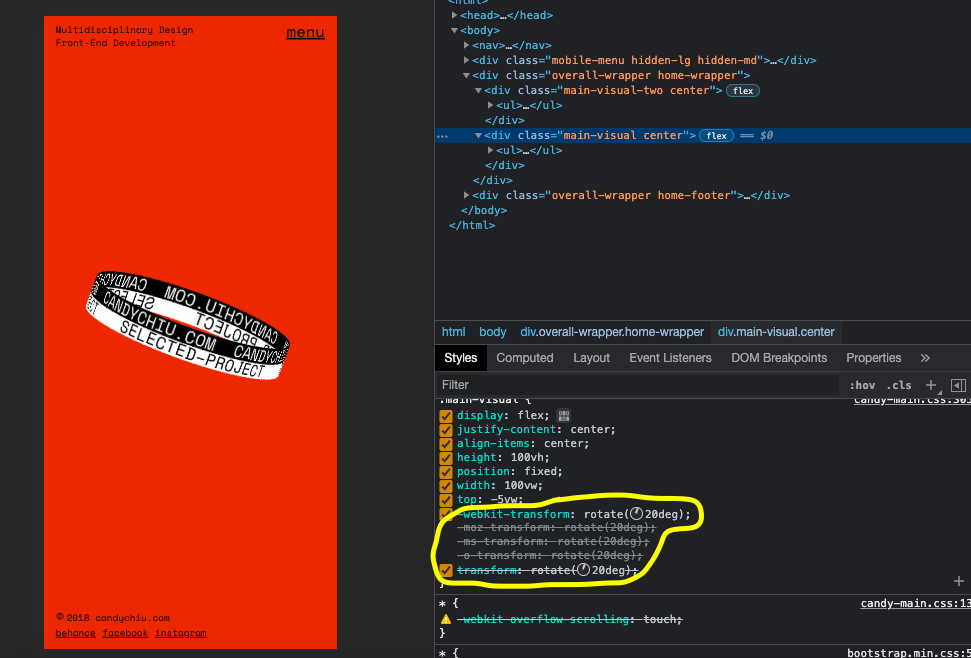 Multidisciplinary Design
Front-End Development
menu
CANDYCHIU.COM CANDYCHIU.COM
SELECTED-PROJECT
© 2018 candychiu.com
behance facebook instagram
<html>
<head>…</head>
<body>
<nav>…</nav>
<div class="mobile-menu hidden-lg hidden-md">…</div>
<div class="overall-wrapper home-wrapper">
<div class="main-visual-two center"> flex
<ul>…</ul>
</div>
<div class="main-visual center"> flex == $0
<ul>…</ul>
</div>
</div>
<div class="overall-wrapper home-footer">…</div>
</body>
</html>
html body div.overall-wrapper.home-wrapper div.main-visual.center
Styles Computed Layout Event Listeners DOM Breakpoints Properties »
Filter :hov .cls +
.main-visual { candy-main.css:303
display: flex;
justify-content: center;
align-items: center;
height: 100vh;
position: fixed;
width: 100vw;
top: -5vw;
-webkit-transform: rotate(20deg);
-moz-transform: rotate(20deg);
-ms-transform: rotate(20deg);
-o-transform: rotate(20deg);
transform: rotate(20deg);
}
* { candy-main.css:13
-webkit-overflow-scrolling: touch;
}
* { bootstrap.min.css:5